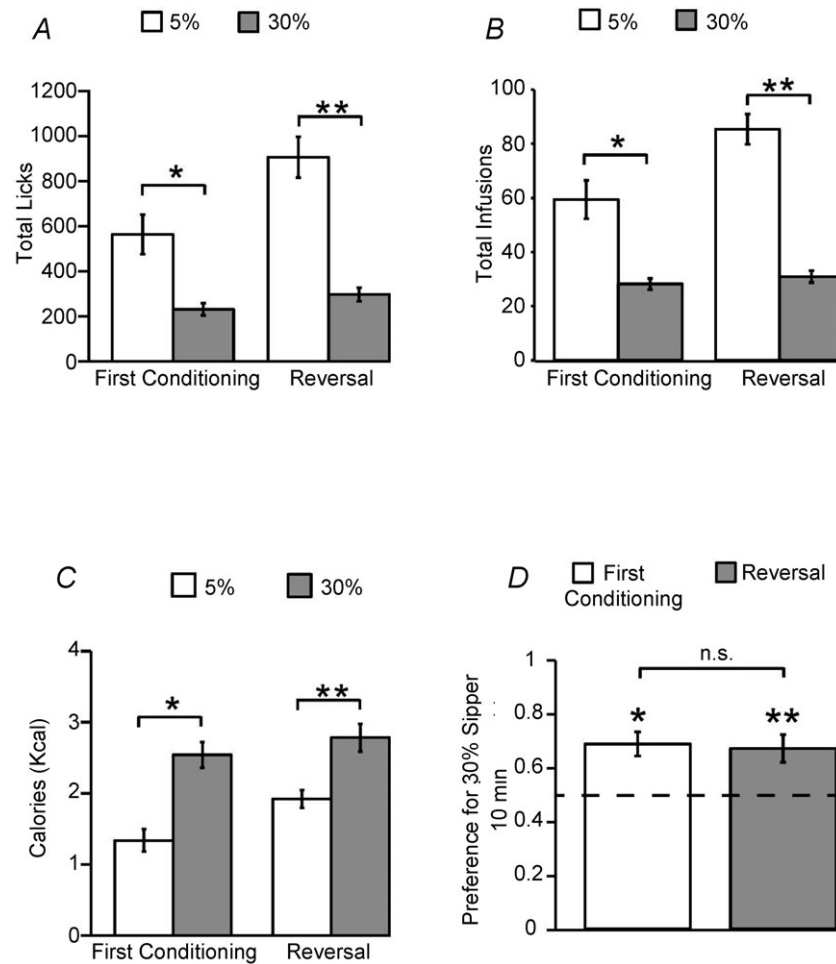 A
5% 30%
Total Licks
1200
1000
800
600
400
200
0
* **
First Conditioning Reversal
B
5% 30%
Total Infusions
100
80
60
40
20
0
* **
First Conditioning Reversal
C
5% 30%
Calories (Kcal)
4
3
2
1
0
* **
First Conditioning Reversal
D
First
Conditioning
Reversal
Preference for 30% Sipper
10 min
1
0.8
0.6
0.4
0.2
0
n.s.
* **